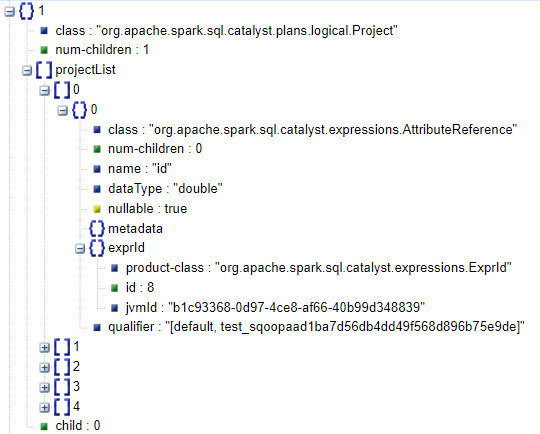 {} 1
class : "org.apache.spark.sql.catalyst.plans.logical.Project"
num-children : 1
[] projectList
[] 0
{} 0
class : "org.apache.spark.sql.catalyst.expressions.AttributeReference"
num-children : 0
name : "id"
dataType : "double"
nullable : true
{} metadata
{} exprId
product-class : "org.apache.spark.sql.catalyst.expressions.ExprId"
id : 8
jvmId : "b1c93368-0d97-4ce8-af66-40b99d348839"
qualifier : "[default, test_sqoopaad1ba7d56db4dd49f568d896b75e9de]"
[] 1
[] 2
[] 3
[] 4
child : 0